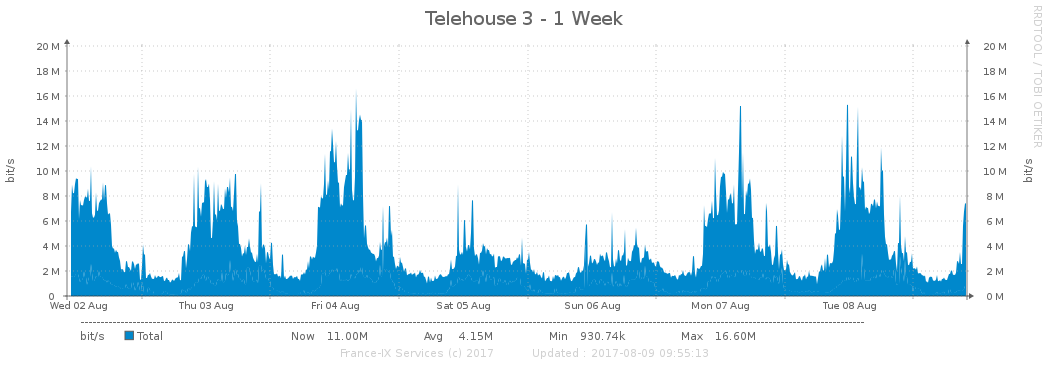 Telehouse 3 - 1 Week
RRDTOOL / TOBI OETIKER
bit/s
bit/s
20 M 20 M
18 M 18 M
16 M 16 M
14 M 14 M
12 M 12 M
10 M 10 M
8 M 8 M
6 M 6 M
4 M 4 M
2 M 2 M
0 0 M
Wed 02 Aug Thu 03 Aug Fri 04 Aug Sat 05 Aug Sun 06 Aug Mon 07 Aug Tue 08 Aug
bit/s Total Now 11.00M Avg 4.15M Min 930.74k Max 16.60M
France-IX Services (c) 2017 Updated : 2017-08-09 09:55:13